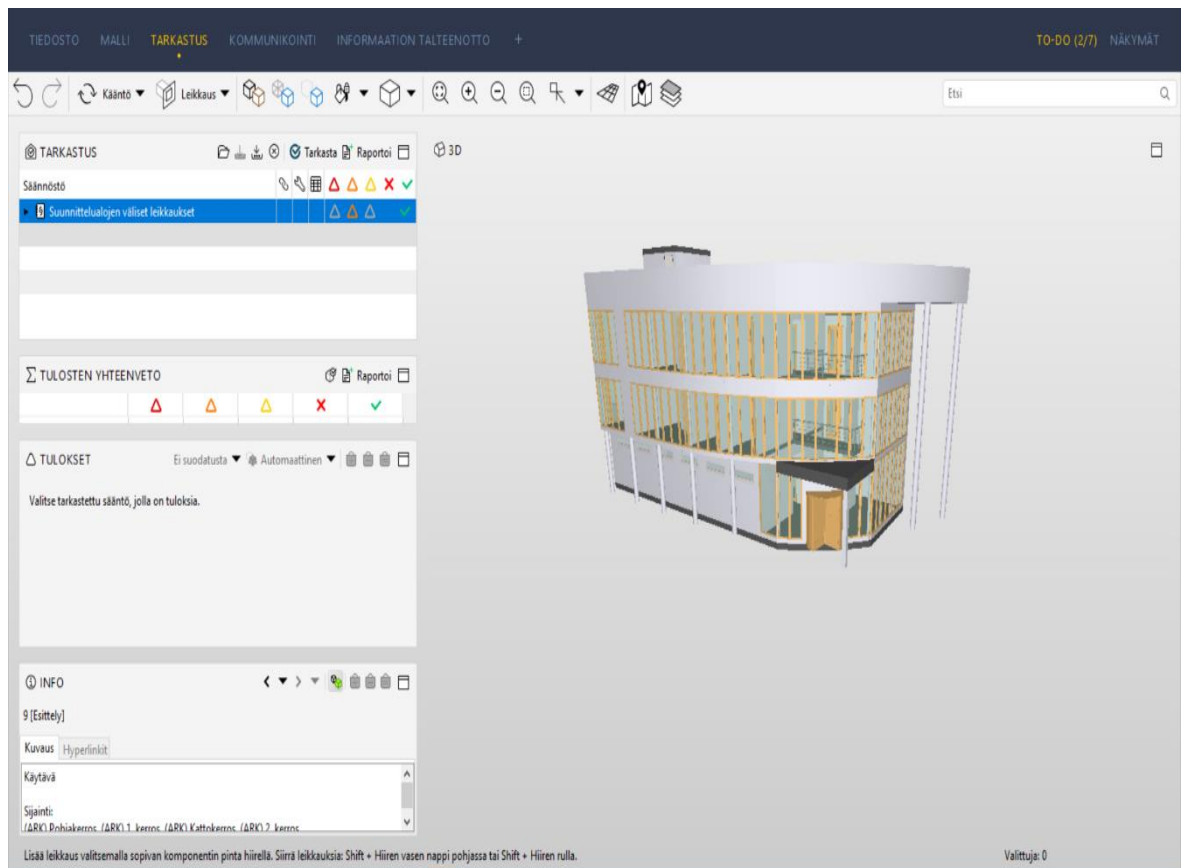 TIEDOSTO MALLI TARKASTUS KOMMUNIKOINTI INFORMAATION TALTEENOTTO + TO-DO (2/7) NÄKYMÄT
Kääntö Leikkaus Etsi
TARKASTUS Tarkasta Raportoi 3D
Säännöstö
Suunnittelualojen väliset leikkaukset
∑ TULOSTEN YHTEENVETO Raportoi
TULOKSET Ei suodatusta Automaattinen
Valitse tarkastettu sääntö, jolla on tuloksia.
INFO
9 [Esittely]
Kuvaus Hyperlinkit
Käytävä
Sijainti:
(ARK) Pohjakerros, (ARK) 1. kerros, (ARK) Kattokerros, (ARK) 2. kerros
Lisää leikkaus valitsemalla sopivan komponentin pinta hiirellä. Siirrä leikkauksia: Shift + Hiiren vasen nappi pohjassa tai Shift + Hiiren rulla. Valittuja: 0